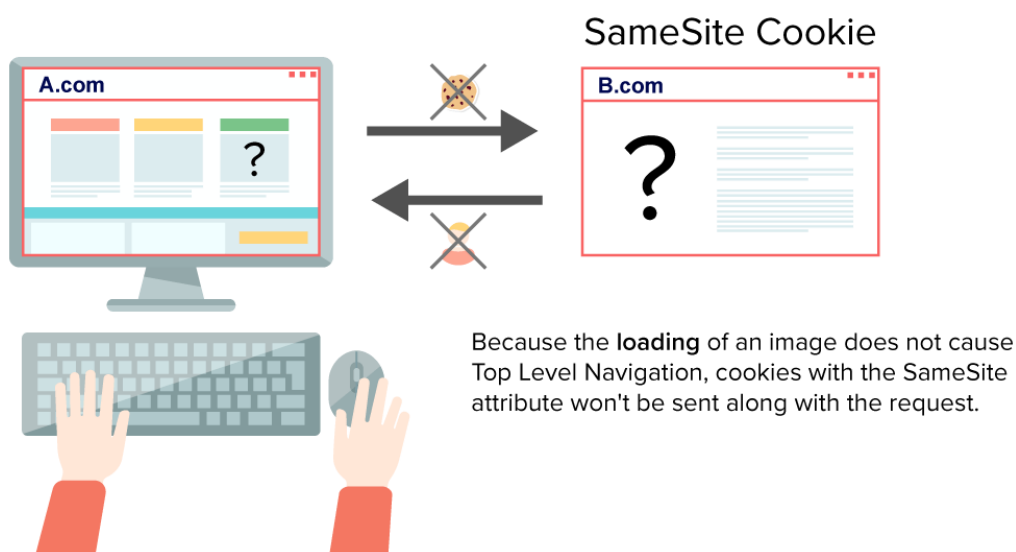 SameSite Cookie
A.com
B.com
?
?
Because the loading of an image does not cause
Top Level Navigation, cookies with the SameSite
attribute won't be sent along with the request.